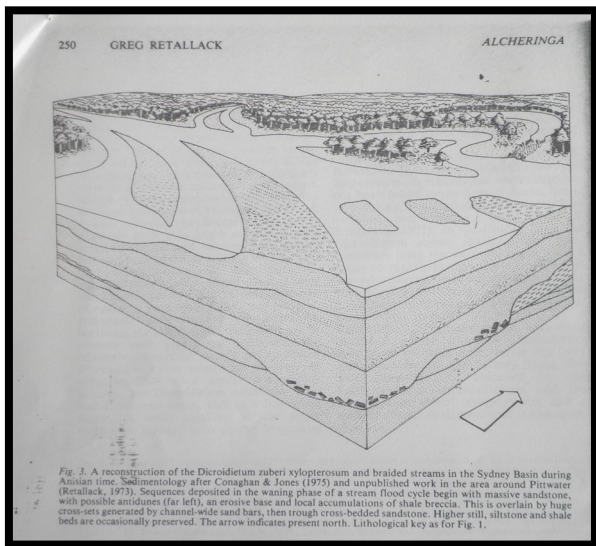 250 GREG RETALLACK ALCHERINGA
Fig. 3. A reconstruction of the Dicroidietum zuberi xylopterosum and braided streams in the Sydney Basin during
Anisian time. Sedimentology after Conaghan & Jones (1975) and unpublished work in the area around Pittwater
(Retallack, 1973). Sequences deposited in the waning phase of a stream flood cycle begin with massive sandstone,
with possible antidunes (far left), an erosive base and local accumulations of shale breccia. This is overlain by huge
cross-sets generated by channel-wide sand bars, then trough cross-bedded sandstone. Higher still, siltstone and shale
beds are occasionally preserved. The arrow indicates present north. Lithological key as for Fig. 1.